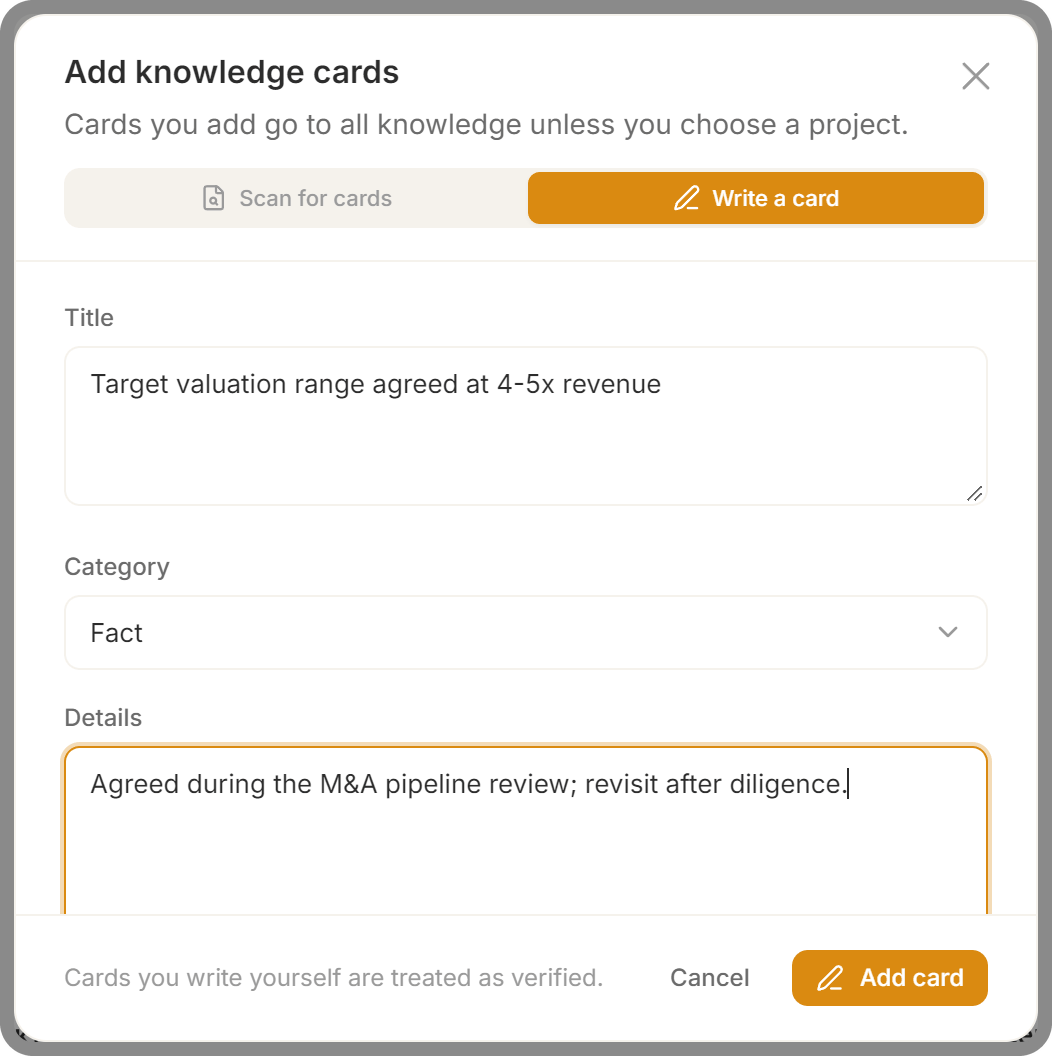 Add knowledge cards
Cards you add go to all knowledge unless you choose a project.
Scan for cards
Write a card
Title
Target valuation range agreed at 4-5x revenue
Category
Fact
Details
Agreed during the M&A pipeline review; revisit after diligence.
Cards you write yourself are treated as verified.
Cancel
Add card